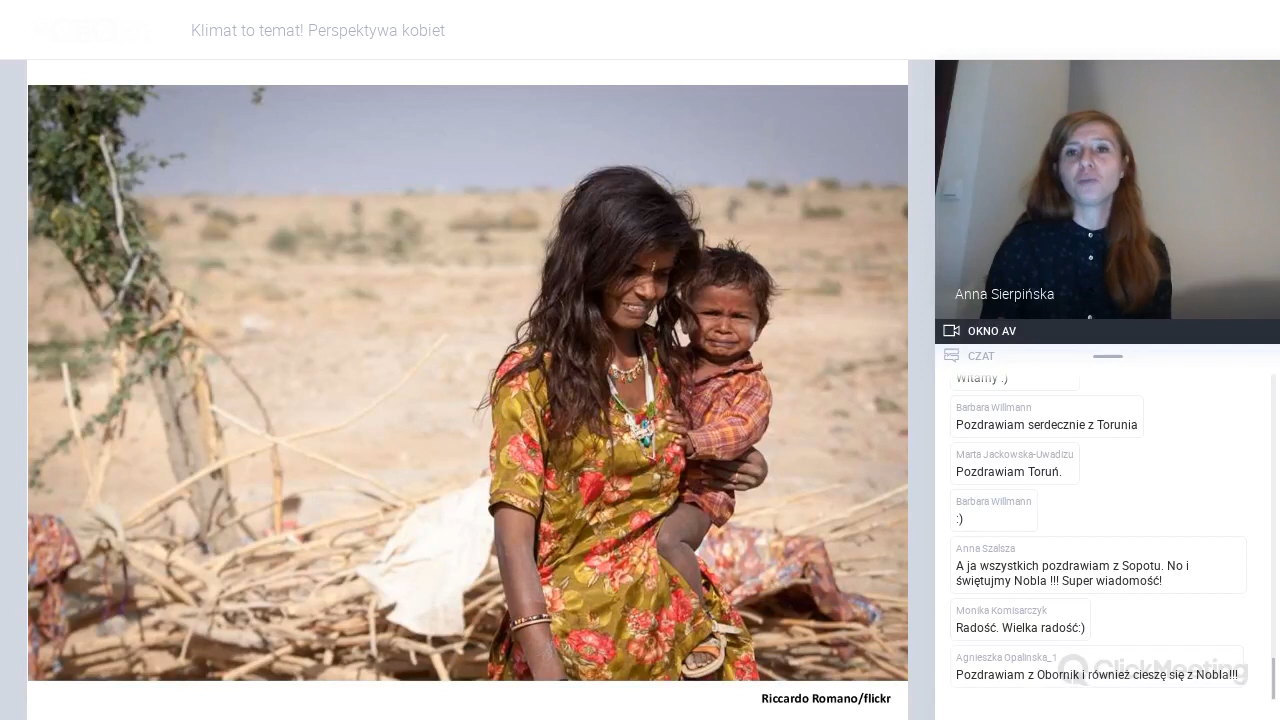 Klimat to temat! Perspektywa kobiet
Anna Sierpińska
OKNO AV
CZAT
Witamy :)
Barbara Willmann
Pozdrawiam serdecznie z Torunia
Marta Jackowska-Uwadizu
Pozdrawiam Toruń.
Barbara Willmann
:)
Anna Szalsza
A ja wszystkich pozdrawiam z Sopotu. No i
świętujmy Nobla !!! Super wiadomość!
Monika Komisarczyk
Radość. Wielka radość:)
Agnieszka Opalinska_1
Pozdrawiam z Obornik i również cieszę się z Nobla!!!
ClickMeeting
Riccardo Romano/flickr